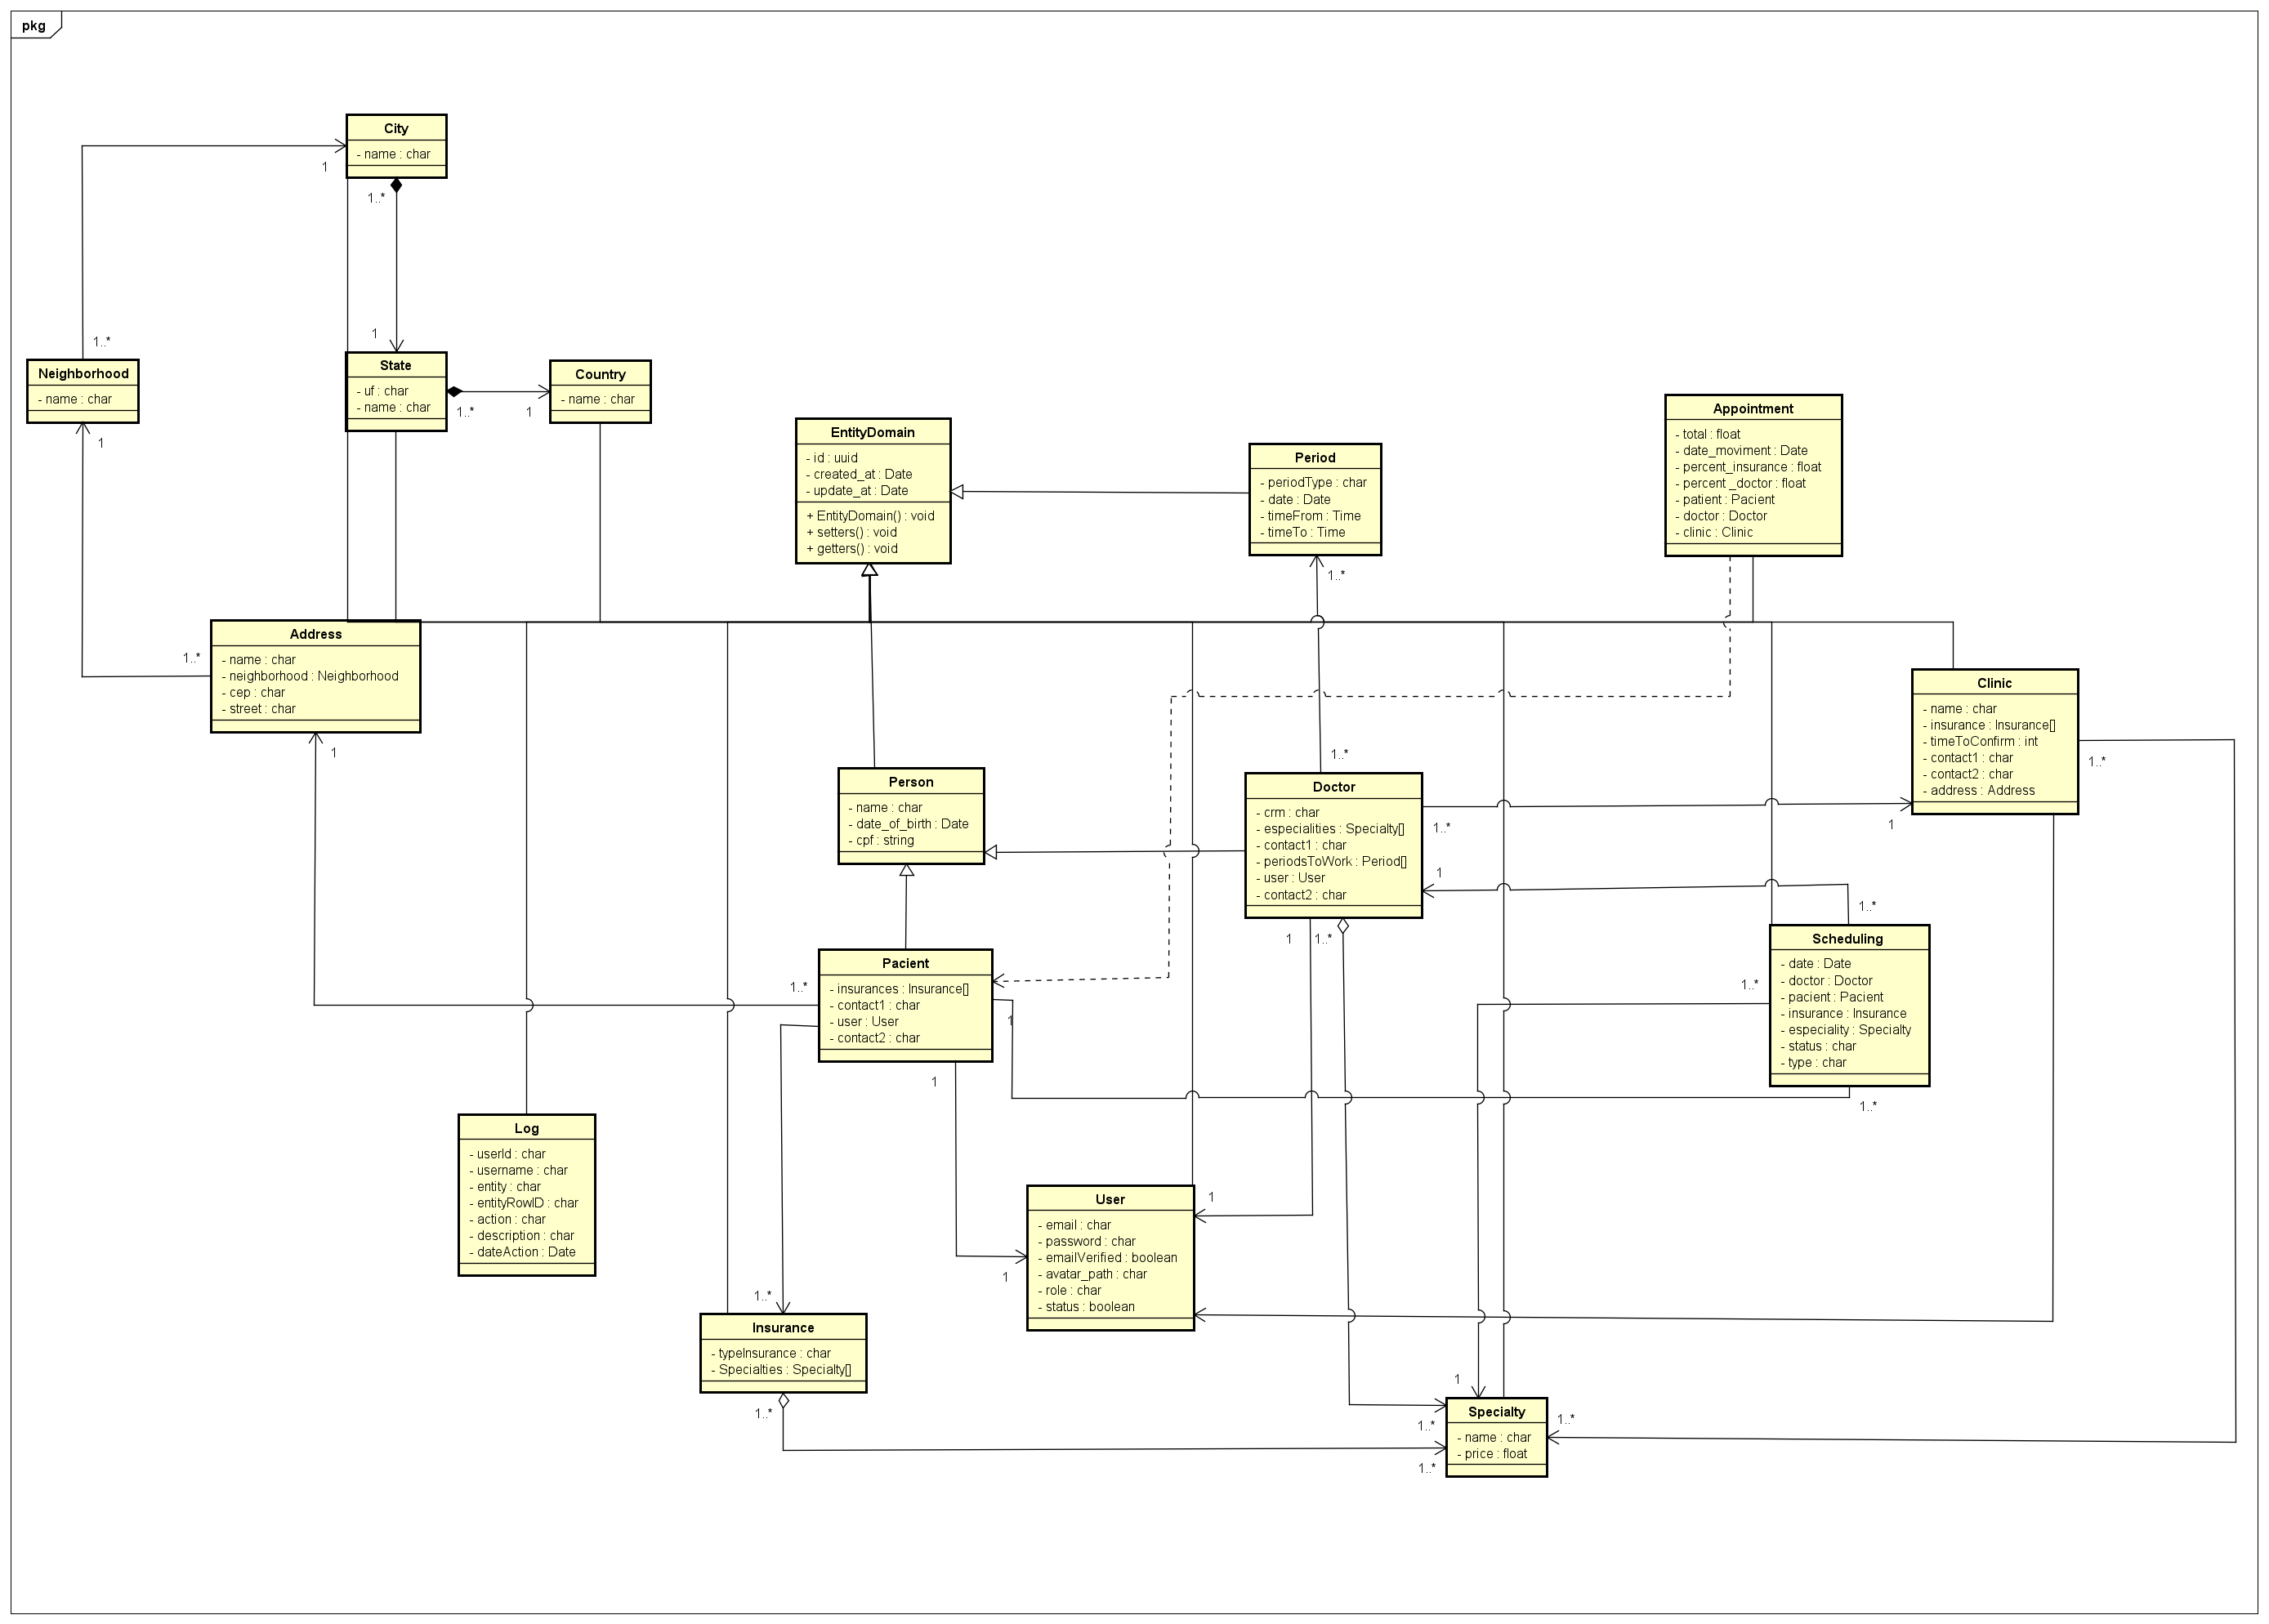 pkg
City
- name : char
1
1..*
1..*
1
Neighborhood
- name : char
1
State
- uf : char
- name : char
1..*
1
Country
- name : char
EntityDomain
- id : uuid
- created_at : Date
- update_at : Date
+ EntityDomain() : void
+ setters() : void
+ getters() : void
Period
- periodType : char
- date : Date
- timeFrom : Time
- timeTo : Time
1..*
Appointment
- total : float
- date_moviment : Date
- percent_insurance : float
- percent _doctor : float
- patient : Pacient
- doctor : Doctor
- clinic : Clinic
1..*
Address
- name : char
- neighborhood : Neighborhood
- cep : char
- street : char
1
Clinic
- name : char
- insurance : Insurance[]
- timeToConfirm : int
- contact1 : char
- contact2 : char
- address : Address
1..*
1
Person
- name : char
- date_of_birth : Date
- cpf : string
1..*
Doctor
- crm : char
- especialities : Specialty[]
- contact1 : char
- periodsToWork : Period[]
- user : User
- contact2 : char
1..*
1
1
1..*
1..*
Scheduling
- date : Date
- doctor : Doctor
- pacient : Pacient
- insurance : Insurance
- especiality : Specialty
- status : char
- type : char
1..*
1..*
1..*
Pacient
- insurances : Insurance[]
- contact1 : char
- user : User
- contact2 : char
1
1
Log
- userId : char
- username : char
- entity : char
- entityRowID : char
- action : char
- description : char
- dateAction : Date
User
- email : char
- password : char
- emailVerified : boolean
- avatar_path : char
- role : char
- status : boolean
1
1
1..*
Insurance
- typeInsurance : char
- Specialties : Specialty[]
1..*
1
1..*
1..*
Specialty
- name : char
- price : float
1..*